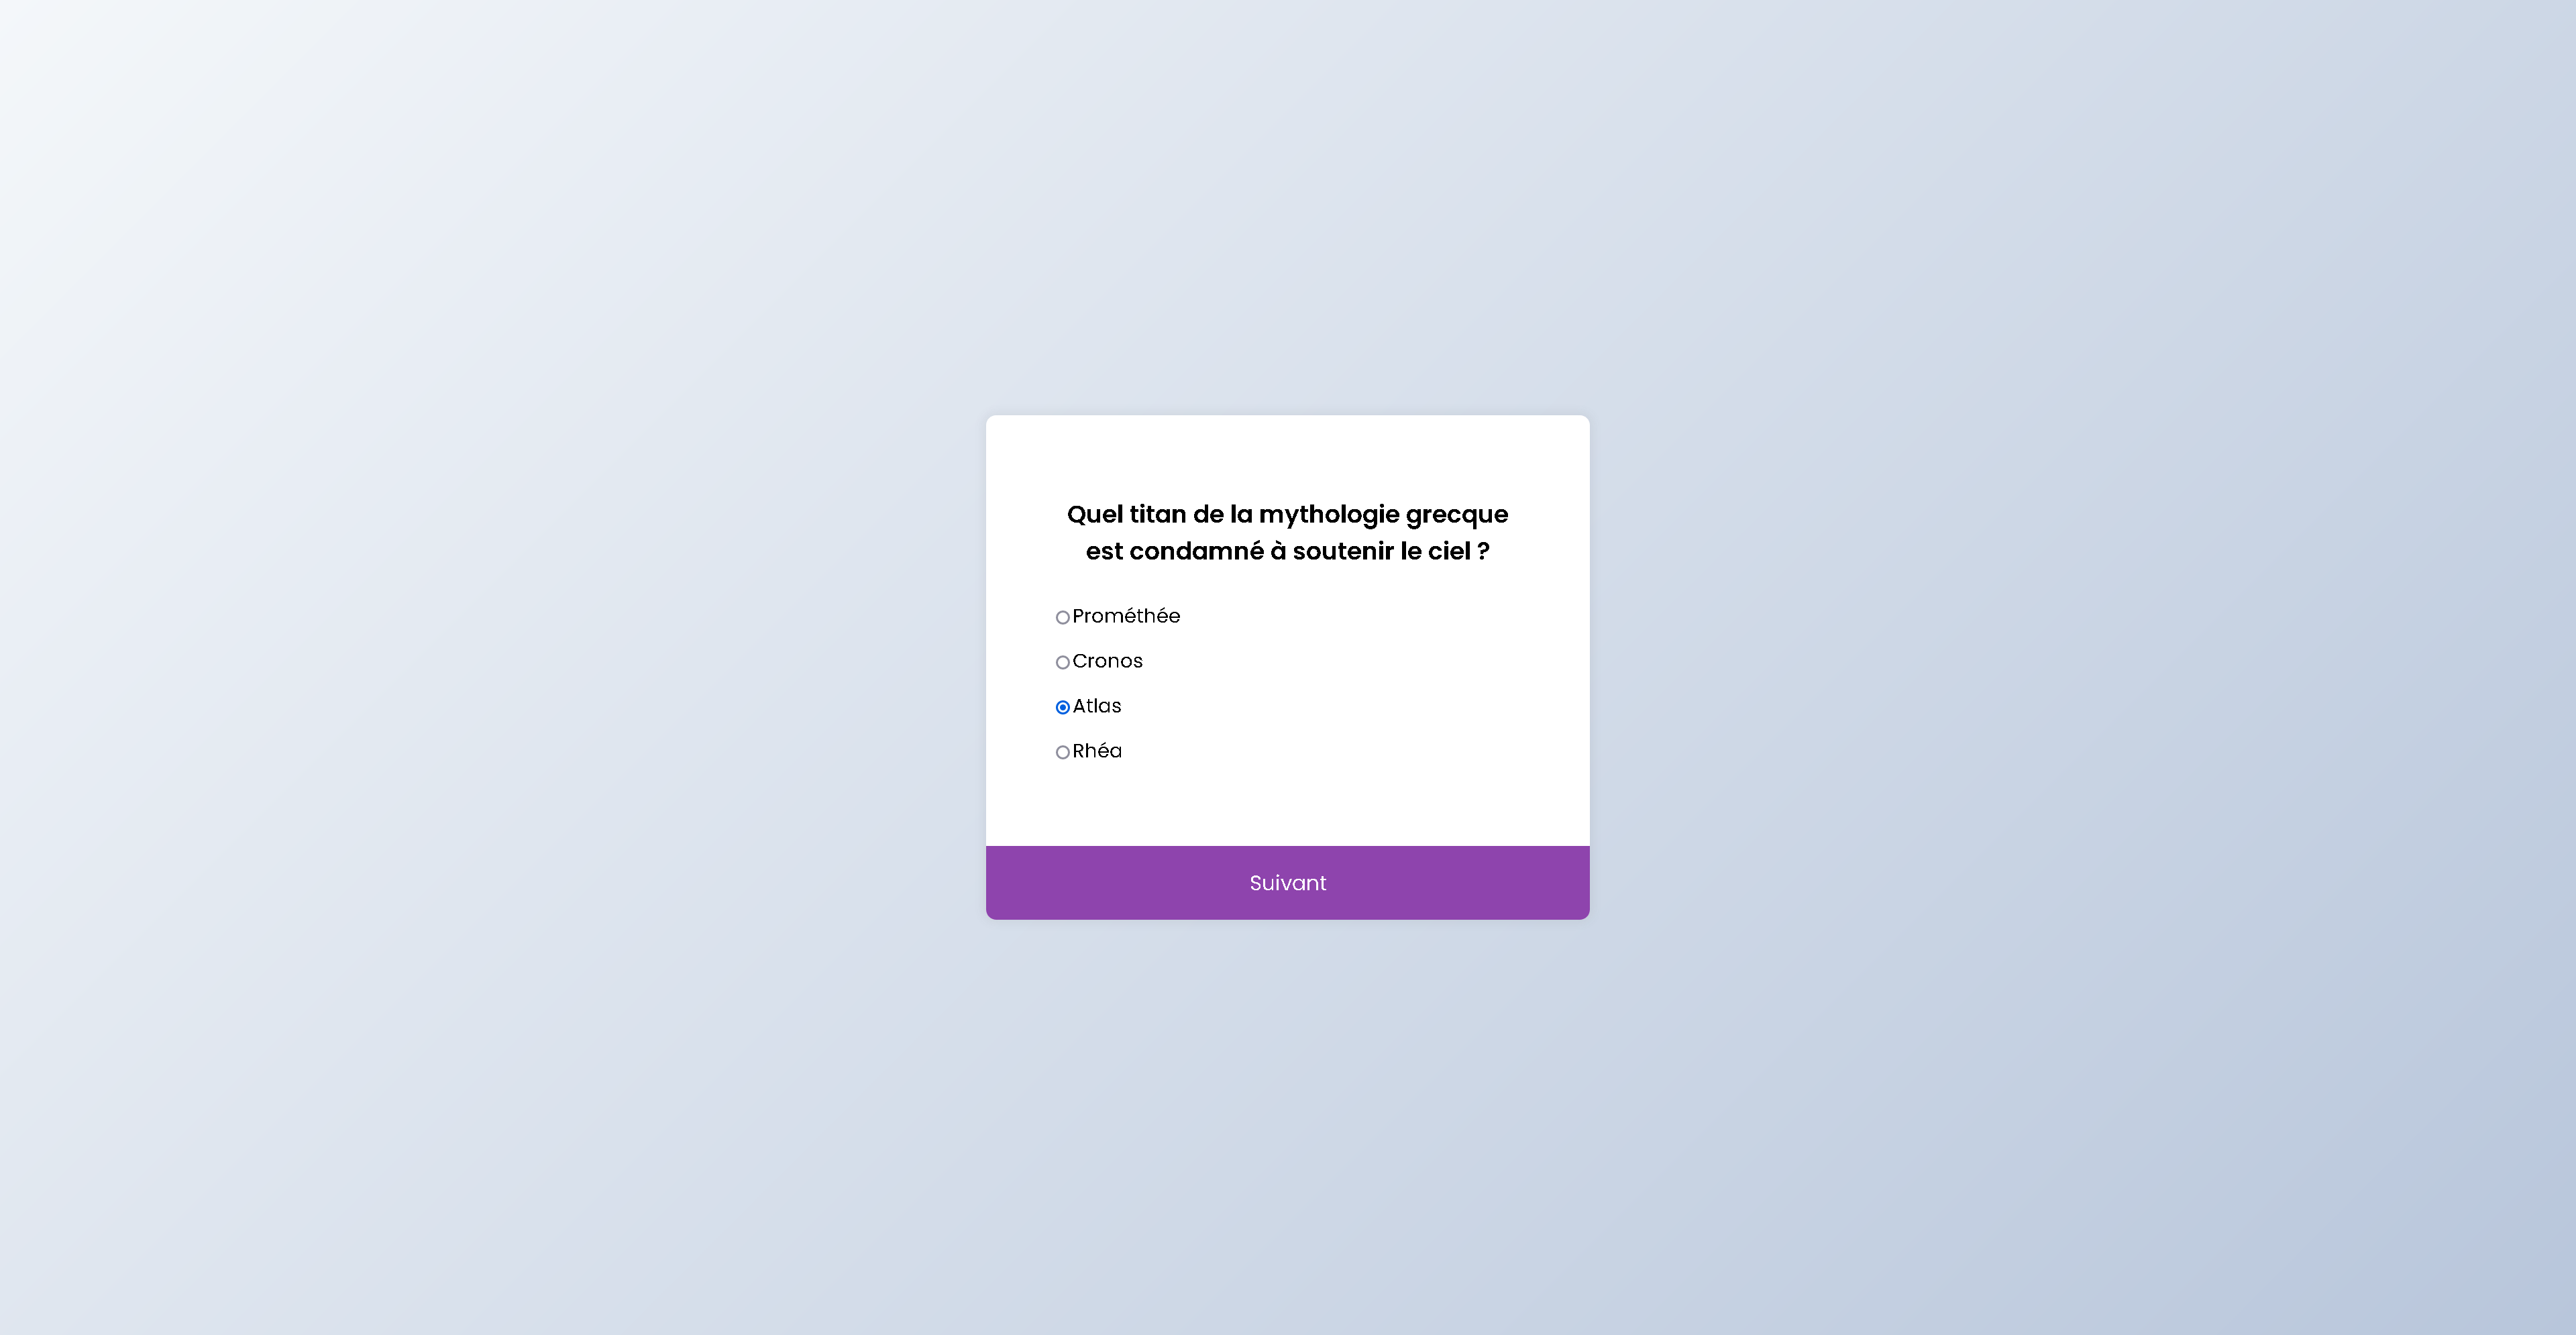 Quel titan de la mythologie grecque
est condamné à soutenir le ciel ?
Prométhée
Cronos
Atlas
Rhéa
Suivant